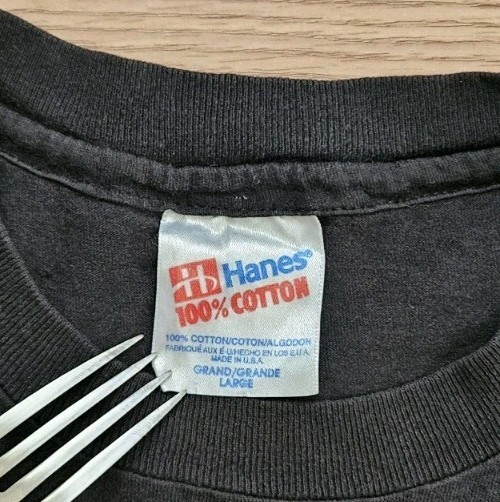 Hanes®
100% COTTON
100% COTTON/COTON/ALGODON
FABRIQUÉ AUX É-U/HECHO EN LOS E.U.A.
MADE IN U.S.A.
GRAND/GRANDE
LARGE